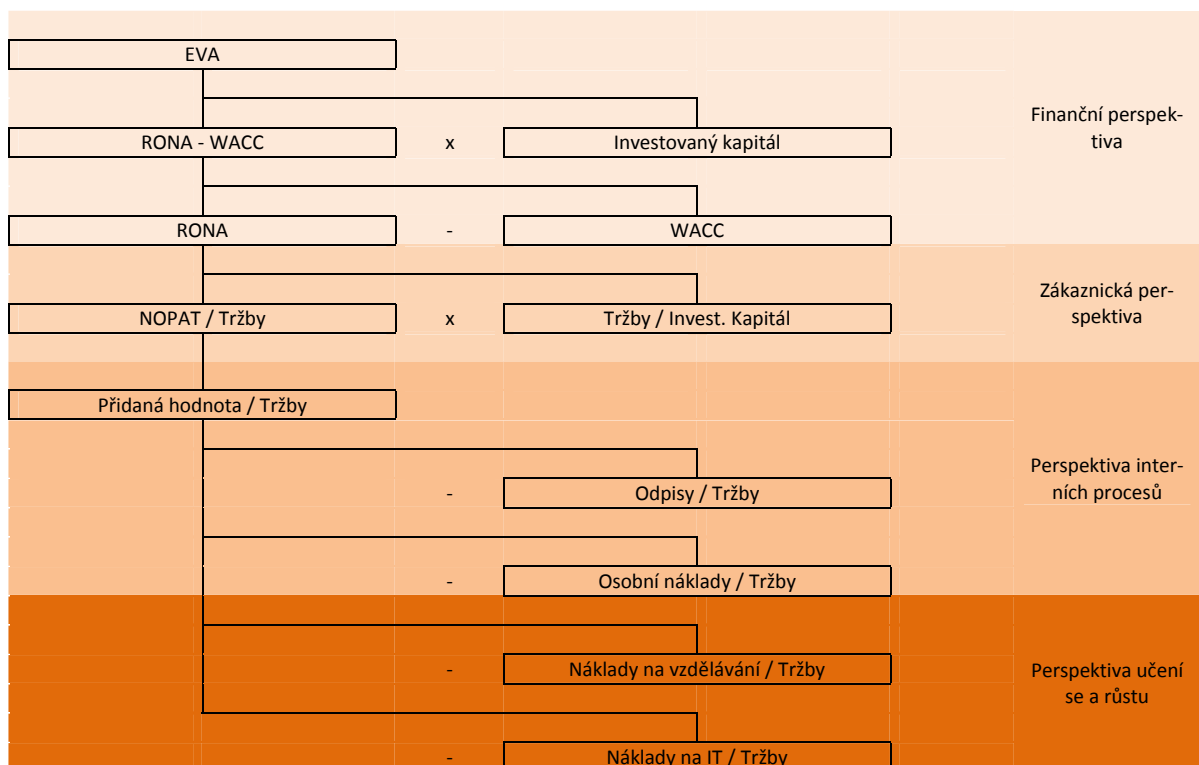 EVA
Finanční perspek-
tiva
RONA - WACC x Investovaný kapitál
RONA - WACC
Zákaznická per-
spektiva
NOPAT / Tržby x Tržby / Invest. Kapitál
Přidaná hodnota / Tržby
Perspektiva inter-
ních procesů
- Odpisy / Tržby
- Osobní náklady / Tržby
- Náklady na vzdělávání / Tržby
Perspektiva učení
se a růstu
- Náklady na IT / Tržby